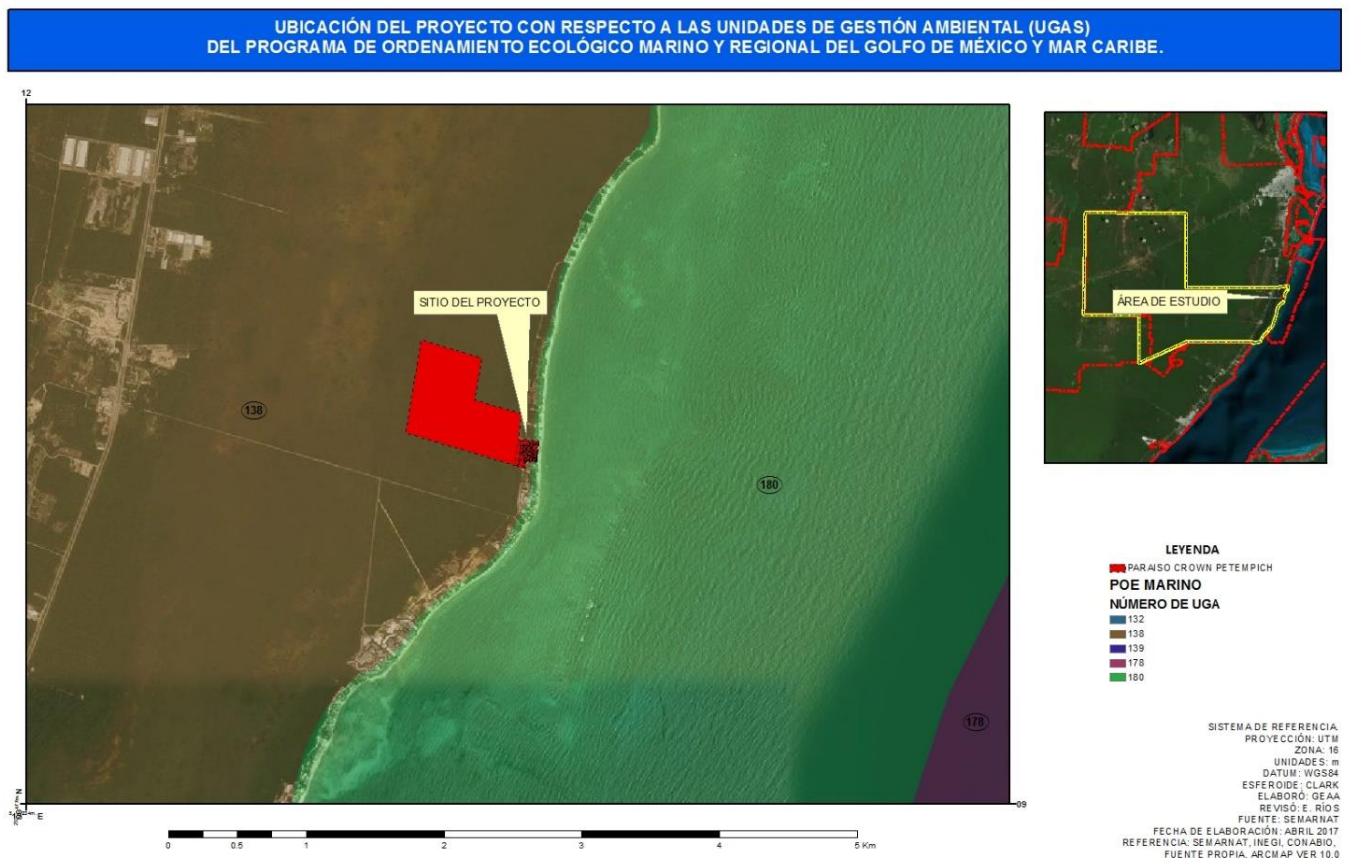 UBICACIÓN DEL PROYECTO CON RESPECTO A LAS UNIDADES DE GESTIÓN AMBIENTAL (UGAS)
DEL PROGRAMA DE ORDENAMIENTO ECOLÓGICO MARINO Y REGIONAL DEL GOLFO DE MÉXICO Y MAR CARIBE.
12
SITIO DEL PROYECTO
138
180
178
ÁREA DE ESTUDIO
LEYENDA
PARAISO CROWN PETEMPICH
POE MARINO
NÚMERO DE UGA
132
138
139
178
180
N
E
09
0 0.5 1 2 3 4 5 Km
SISTEMA DE REFERENCIA.
PROYECCIÓN: UTM
ZONA: 16
UNIDADES: m
DATUM: WGS84
ESFEROIDE: CLARK
ELABORÓ: GEAA
REVISÓ: E. RÍOS
FUENTE: SEMARNAT
FECHA DE ELABORACIÓN: ABRIL 2017
REFERENCIA: SEMARNAT, INEGI, CONABIO,
FUENTE PROPIA, ARCMAP VER 10.0